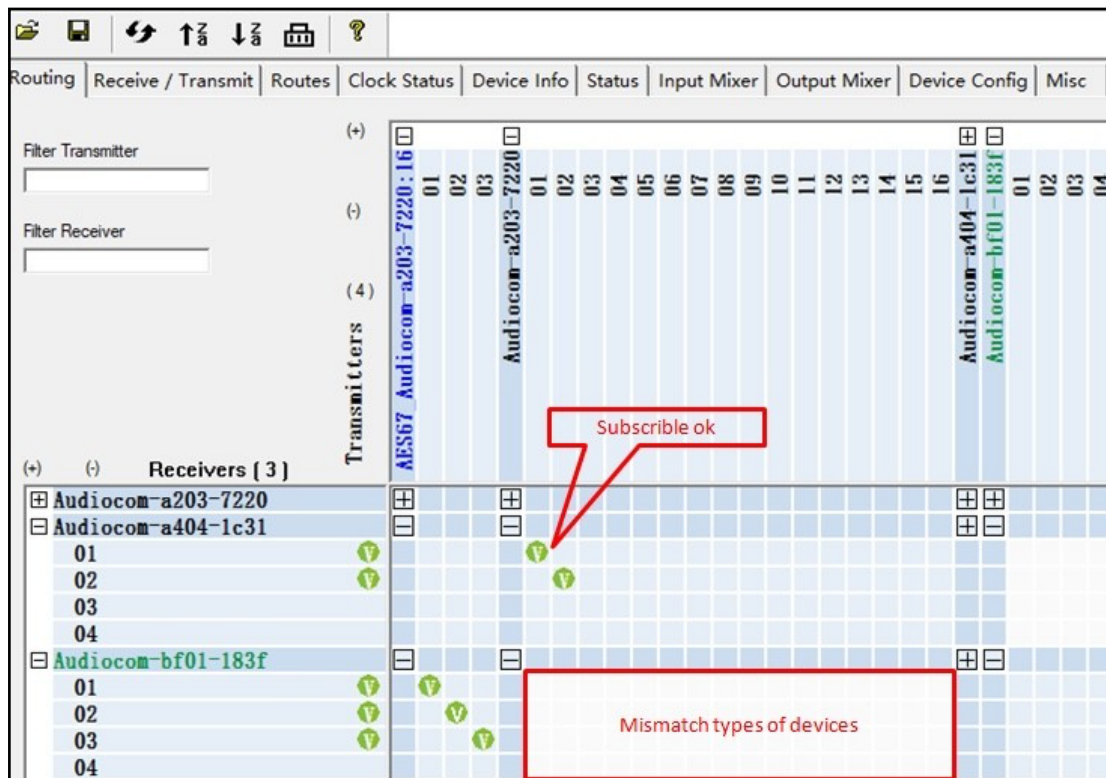 Routing Receive / Transmit Routes Clock Status Device Info Status Input Mixer Output Mixer Device Config Misc
Filter Transmitter
Filter Receiver
(+)
(-)
(4)
Transmitters
AES67_Audiocom-a203-7220:16
01
02
03
Audiocom-a203-7220
01
02
03
04
05
06
07
08
09
10
11
12
13
14
15
16
Audiocom-a404-1c31
Audiocom-bf01-183f
01
02
03
04
Subscrible ok
(+) (-) Receivers (3)
Audiocom-a203-7220
Audiocom-a404-1c31
01
02
03
04
Audiocom-bf01-183f
01
02
03
04
Mismatch types of devices